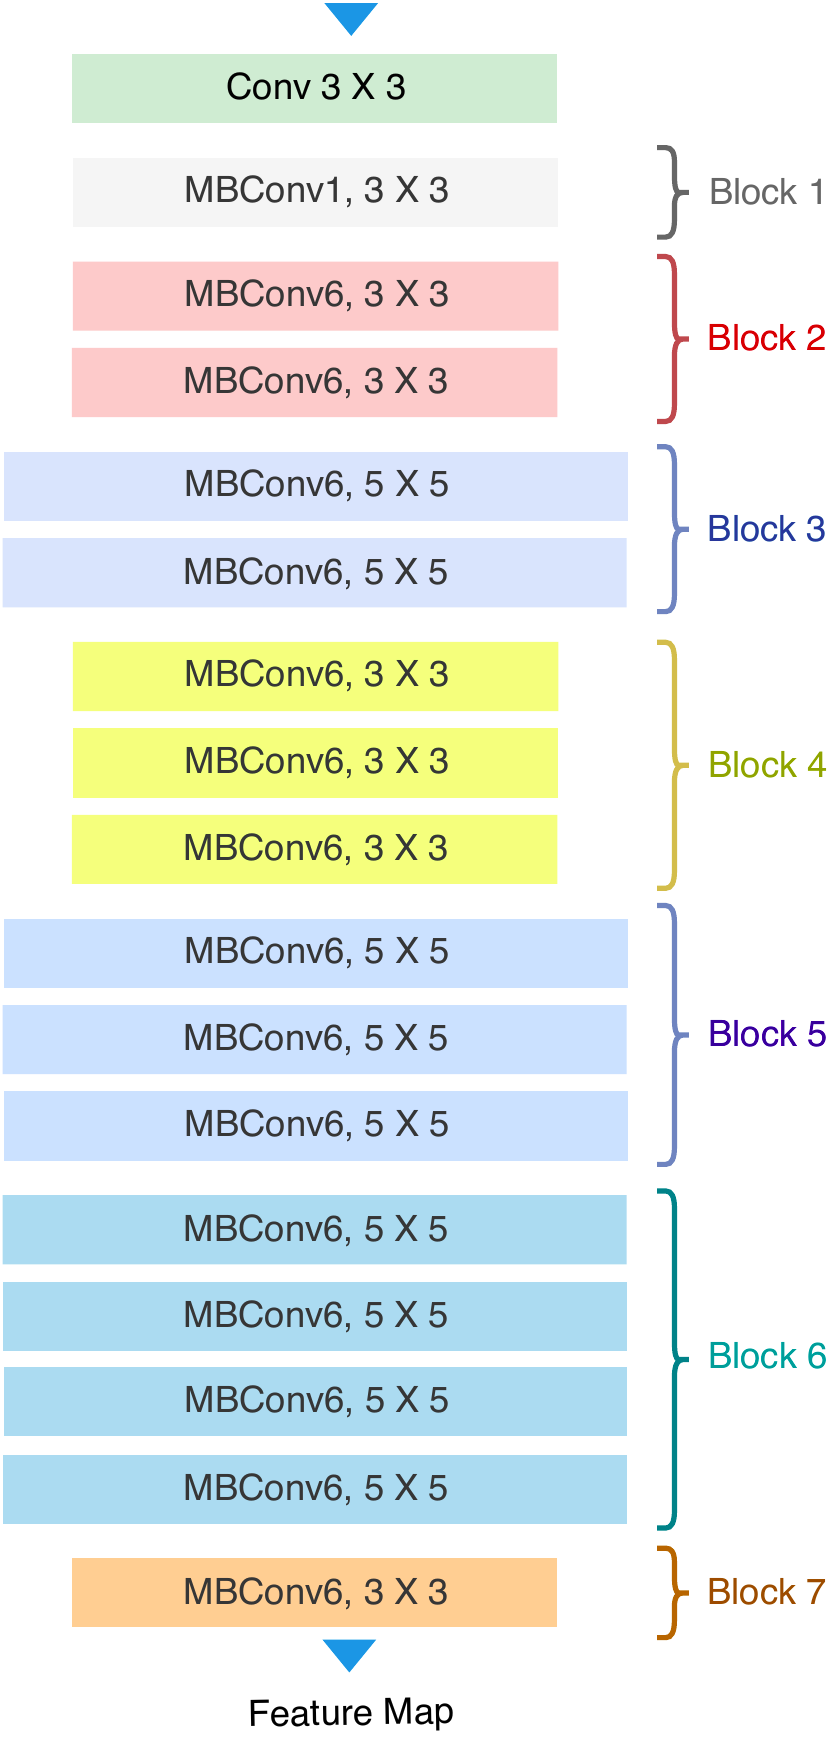 Conv 3 X 3
MBConv1, 3 X 3
Block 1
MBConv6, 3 X 3
MBConv6, 3 X 3
Block 2
MBConv6, 5 X 5
MBConv6, 5 X 5
Block 3
MBConv6, 3 X 3
MBConv6, 3 X 3
MBConv6, 3 X 3
Block 4
MBConv6, 5 X 5
MBConv6, 5 X 5
MBConv6, 5 X 5
Block 5
MBConv6, 5 X 5
MBConv6, 5 X 5
MBConv6, 5 X 5
MBConv6, 5 X 5
Block 6
MBConv6, 3 X 3
Block 7
Feature Map